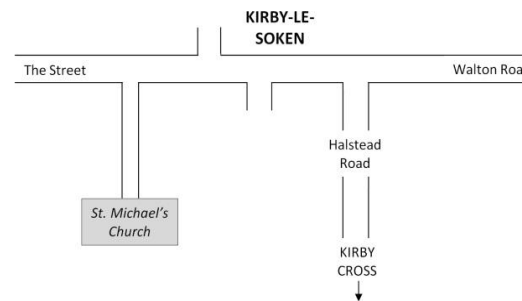 KIRBY-LE-
SOKEN
The Street
Walton Roa
Halstead
Road
St. Michael's
Church
KIRBY
CROSS